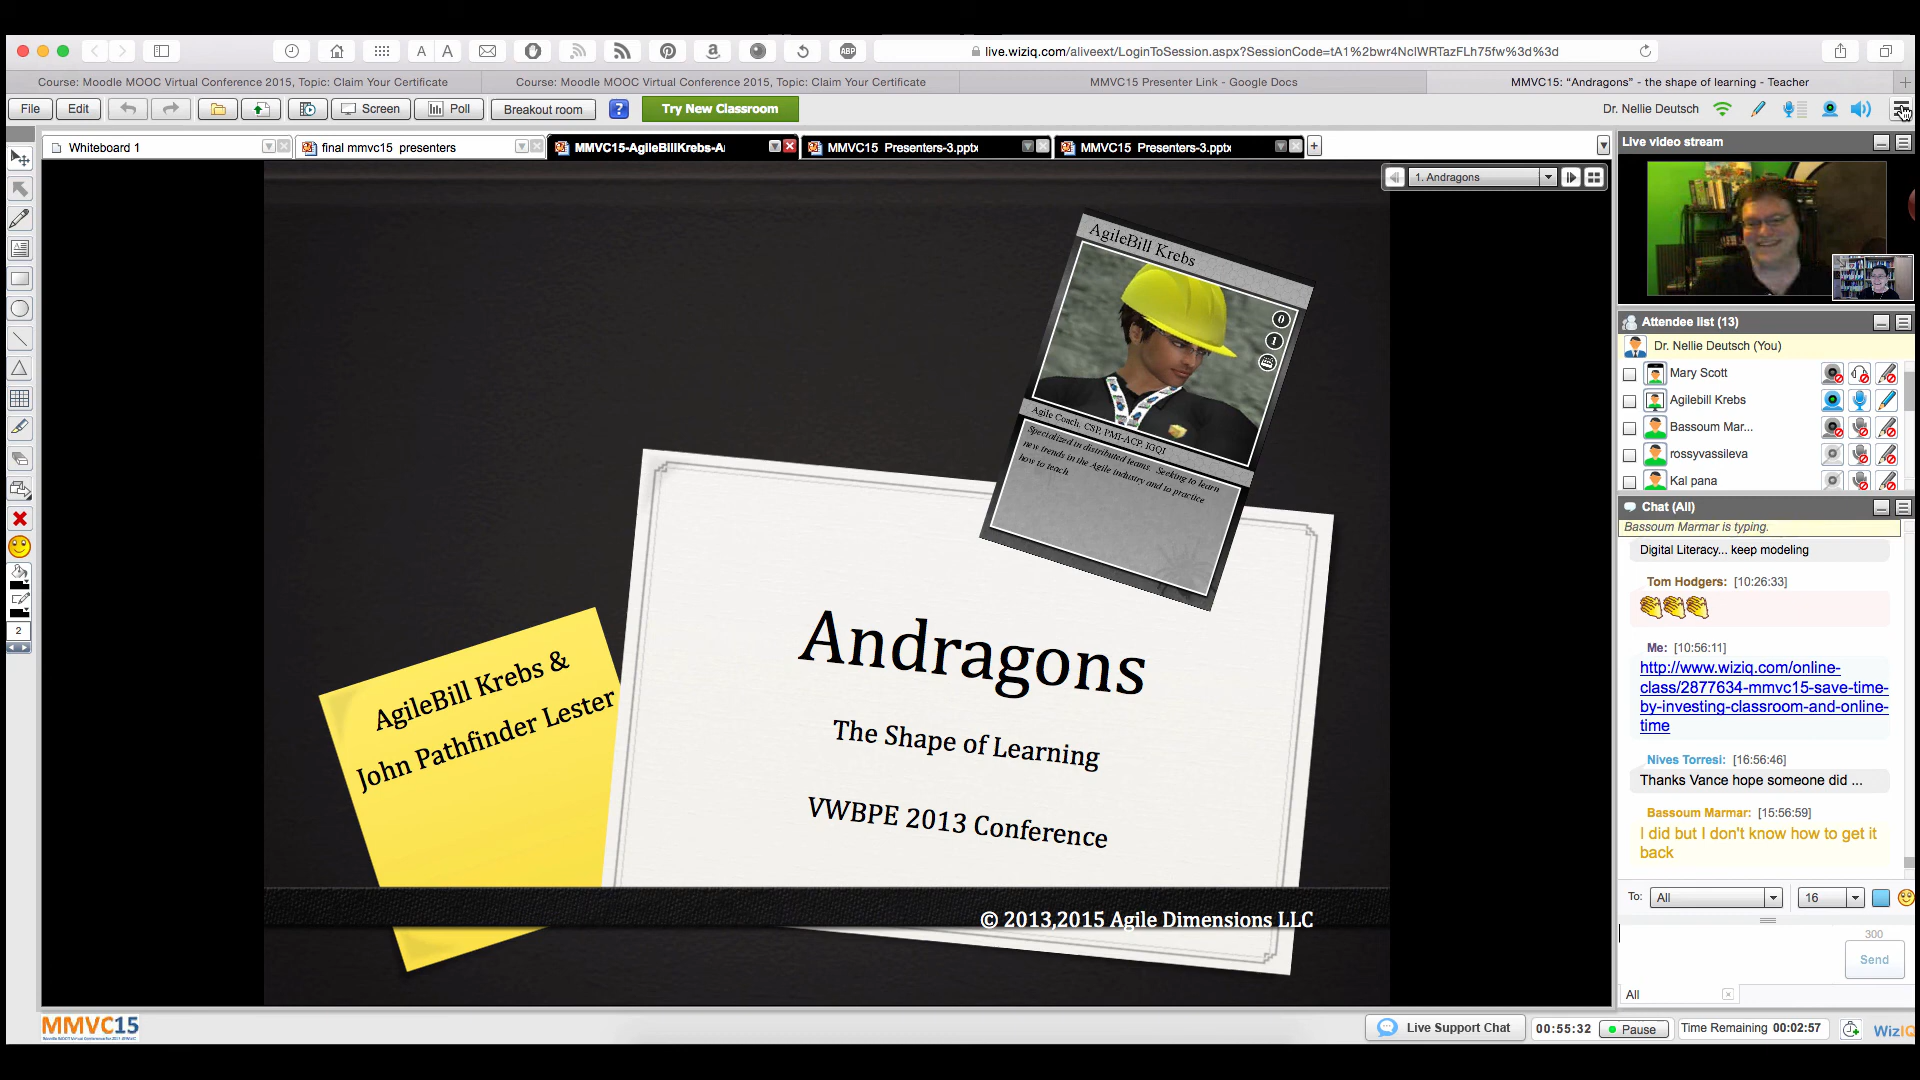 live.wiziq.com/aliveext/LoginToSession.aspx?SessionCode=tA1%2bwr4NclWRTazFLh75fw%3d%3d
Course: Moodle MOOC Virtual Conference 2015, Topic: Claim Your Certificate
Course: Moodle MOOC Virtual Conference 2015, Topic: Claim Your Certificate
MMVC15 Presenter Link - Google Docs
MMVC15: “Andragons” - the shape of learning - Teacher
File
Edit
Screen
Poll
Breakout room
?
Try New Classroom
Dr. Nellie Deutsch
Whiteboard 1
final mmvc15 presenters
MMVC15-AgileBillKrebs-A
MMVC15 Presenters-3.pptx
MMVC15 Presenters-3.pptx
1. Andragons
AgileBill Krebs
0
1
Agile Coach, CSP, PMI-ACP, IGQI
Specialized in distributed teams. Seeking to learn
new trends in the Agile industry and to practice
how to teach
AgileBill Krebs &
John Pathfinder Lester
Andragons
The Shape of Learning
VWBPE 2013 Conference
© 2013,2015 Agile Dimensions LLC
Live video stream
Attendee list (13)
Dr. Nellie Deutsch (You)
Mary Scott
Agilebill Krebs
Bassoum Mar...
rossyvassileva
Kal pana
Chat (All)
Bassoum Marmar is typing.
Digital Literacy... keep modeling
Tom Hodgers: [10:26:33]
Me: [10:56:11]
http://www.wiziq.com/online-
class/2877634-mmvc15-save-time-
by-investing-classroom-and-online-
time
Nives Torresi: [16:56:46]
Thanks Vance hope someone did ...
Bassoum Marmar: [15:56:59]
I did but I don't know how to get it
back
To: All
16
300
Send
All
2
ABP
A A
MMVC15
Live Support Chat
00:55:32
Pause
Time Remaining 00:02:57
WizIQ